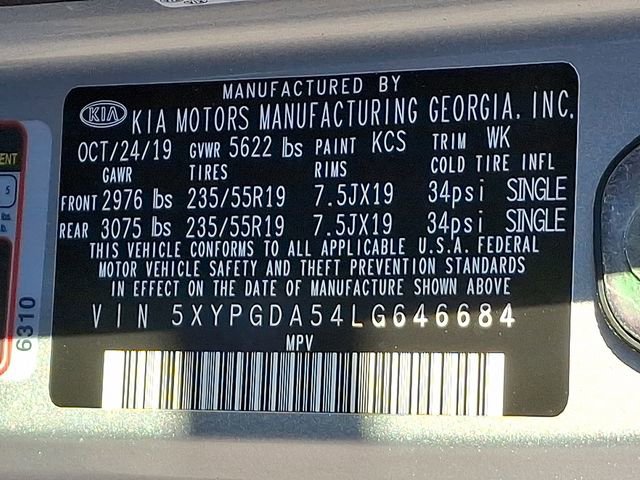 MANUFACTURED BY
KIA KIA MOTORS MANUFACTURING GEORGIA, INC.
OCT/24/19 GVWR 5622 lbs PAINT KCS TRIM WK
GAWR TIRES RIMS COLD TIRE INFL
FRONT 2976 lbs 235/55R19 7.5JX19 34psi SINGLE
REAR 3075 lbs 235/55R19 7.5JX19 34psi SINGLE
THIS VEHICLE CONFORMS TO ALL APPLICABLE U.S.A. FEDERAL
MOTOR VEHICLE SAFETY AND THEFT PREVENTION STANDARDS
IN EFFECT ON THE DATE OF MANUFACTURE SHOWN ABOVE
VIN 5XYPGDA54LG646684
MPV
6310
5
lbs.